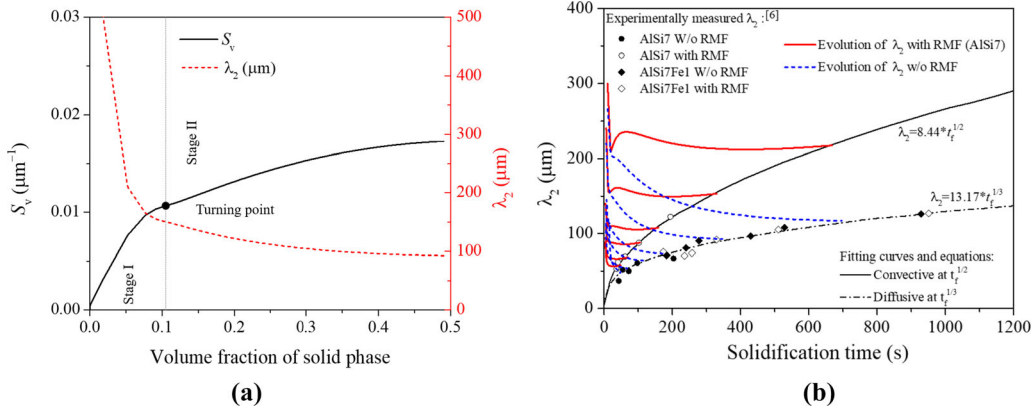 0.03
0.02
0.01
0.00
S_v (μm⁻¹)
S_v
λ_2 (μm)
Stage I
Stage II
Turning point
500
400
300
200
100
0
λ_2 (μm)
0.0 0.1 0.2 0.3 0.4 0.5
Volume fraction of solid phase
(a)
400
300
200
100
0
λ_2 (μm)
Experimentally measured λ_2 :[6]
AlSi7 W/o RMF
AlSi7 with RMF
AlSi7Fe1 W/o RMF
AlSi7Fe1 with RMF
Evolution of λ_2 with RMF (AlSi7)
Evolution of λ_2 w/o RMF
λ_2=8.44*t_f^1/2
λ_2=13.17*t_f^1/3
Fitting curves and equations:
Convective at t_f^1/2
Diffusive at t_f^1/3
0 200 400 600 800 1000 1200
Solidification time (s)
(b)